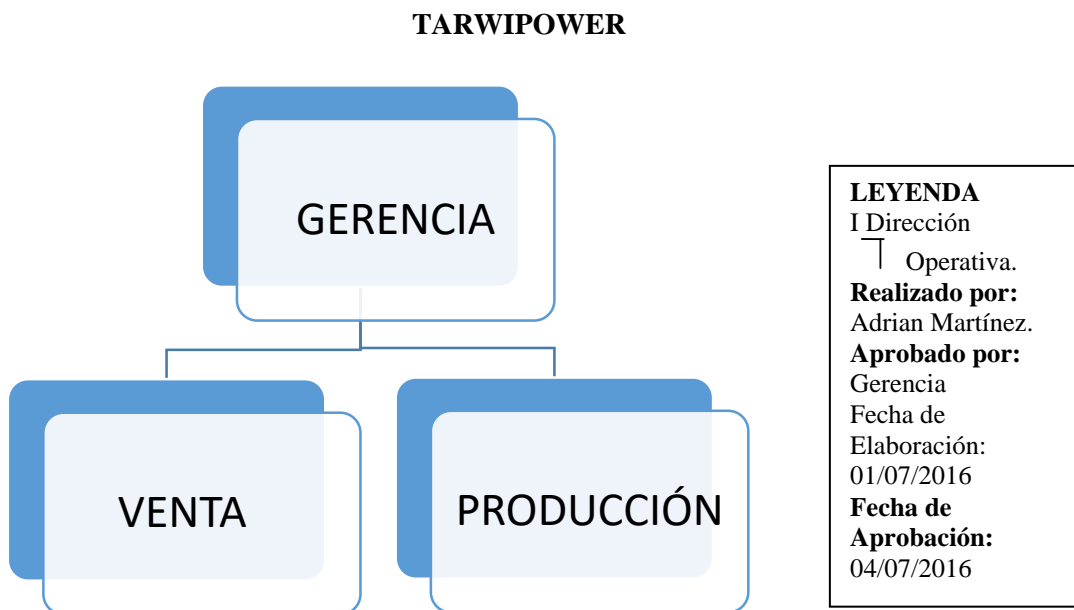 TARWIPOWER
GERENCIA
VENTA
PRODUCCIÓN
LEYENDA
I Dirección
Operativa.
Realizado por:
Adrian Martínez.
Aprobado por:
Gerencia
Fecha de
Elaboración:
01/07/2016
Fecha de
Aprobación:
04/07/2016